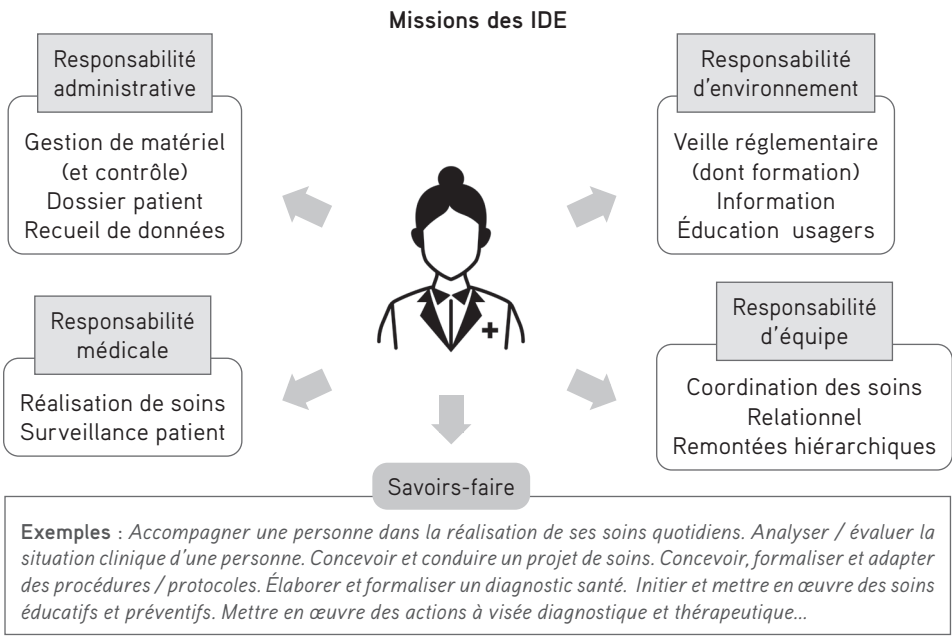 Missions des IDE
Responsabilité
administrative
Gestion de matériel
(et contrôle)
Dossier patient
Recueil de données
Responsabilité
d'environnement
Veille réglementaire
(dont formation)
Information
Éducation usagers
Responsabilité
médicale
Réalisation de soins
Surveillance patient
Responsabilité
d'équipe
Coordination des soins
Relationnel
Remontées hiérarchiques
Savoirs-faire
Exemples : Accompagner une personne dans la réalisation de ses soins quotidiens. Analyser / évaluer la
situation clinique d'une personne. Concevoir et conduire un projet de soins. Concevoir, formaliser et adapter
des procédures / protocoles. Élaborer et formaliser un diagnostic santé. Initier et mettre en œuvre des soins
éducatifs et préventifs. Mettre en œuvre des actions à visée diagnostique et thérapeutique...